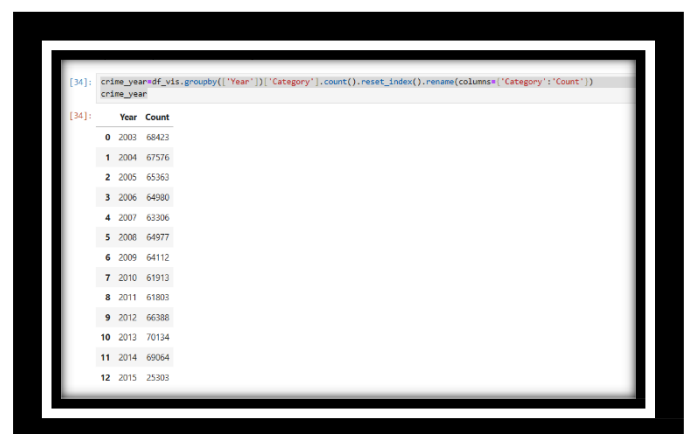 [34]: crime_year=df_vis.groupby(['Year'])['Category'].count().reset_index().rename(columns={'Category':'Count'})
crime_year
[34]: Year Count
0 2003 68423
1 2004 67576
2 2005 65363
3 2006 64980
4 2007 63306
5 2008 64977
6 2009 64112
7 2010 61913
8 2011 61803
9 2012 66388
10 2013 70134
11 2014 69064
12 2015 25303